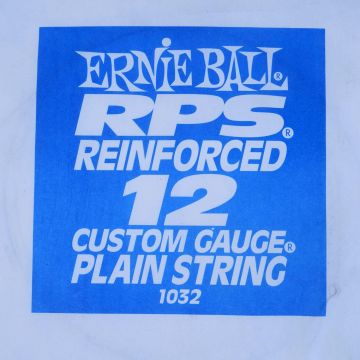 ERNiE BALL®
RPS®
REINFORCED
12
CUSTOM GAUGE®
PLAIN STRING
1032